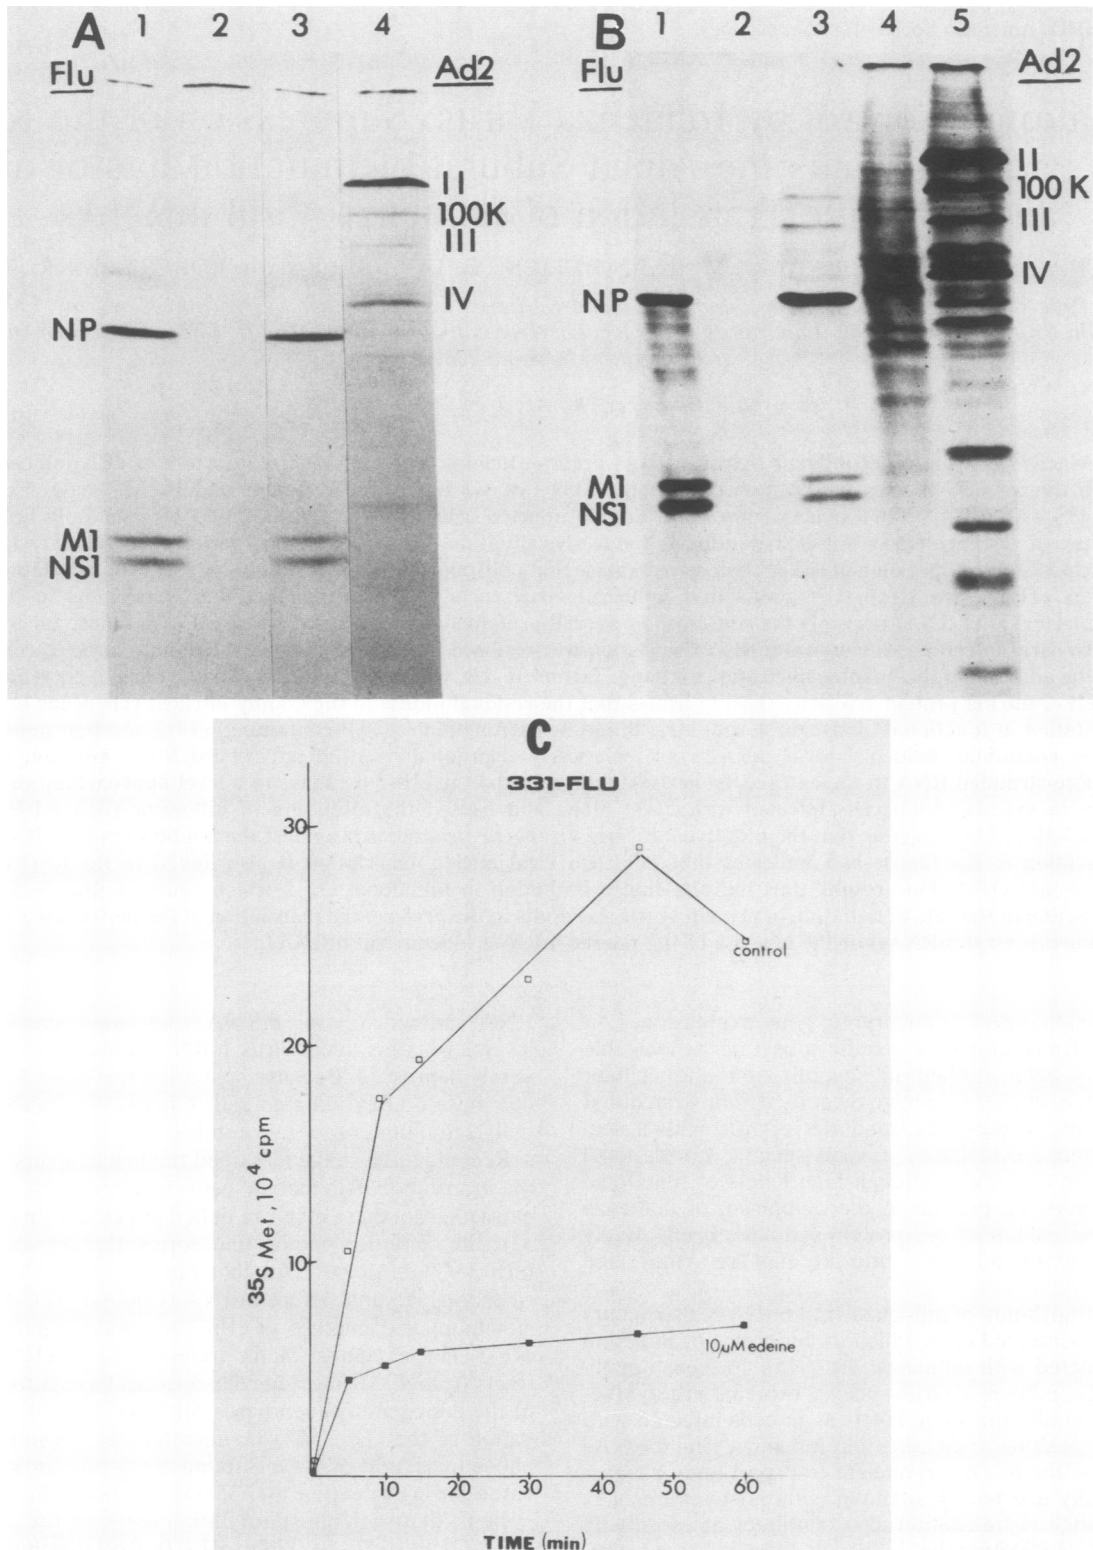 A 1 2 3 4
Flu
Ad2
II
100K
III
IV
NP
M1
NS1
B 1 2 3 4 5
Flu
Ad2
II
100K
III
IV
NP
M1
NS1
C
331-FLU
30
20
10
35S Met, 10⁴ cpm
control
10µM edeine
10 20 30 40 50 60
TIME (min)